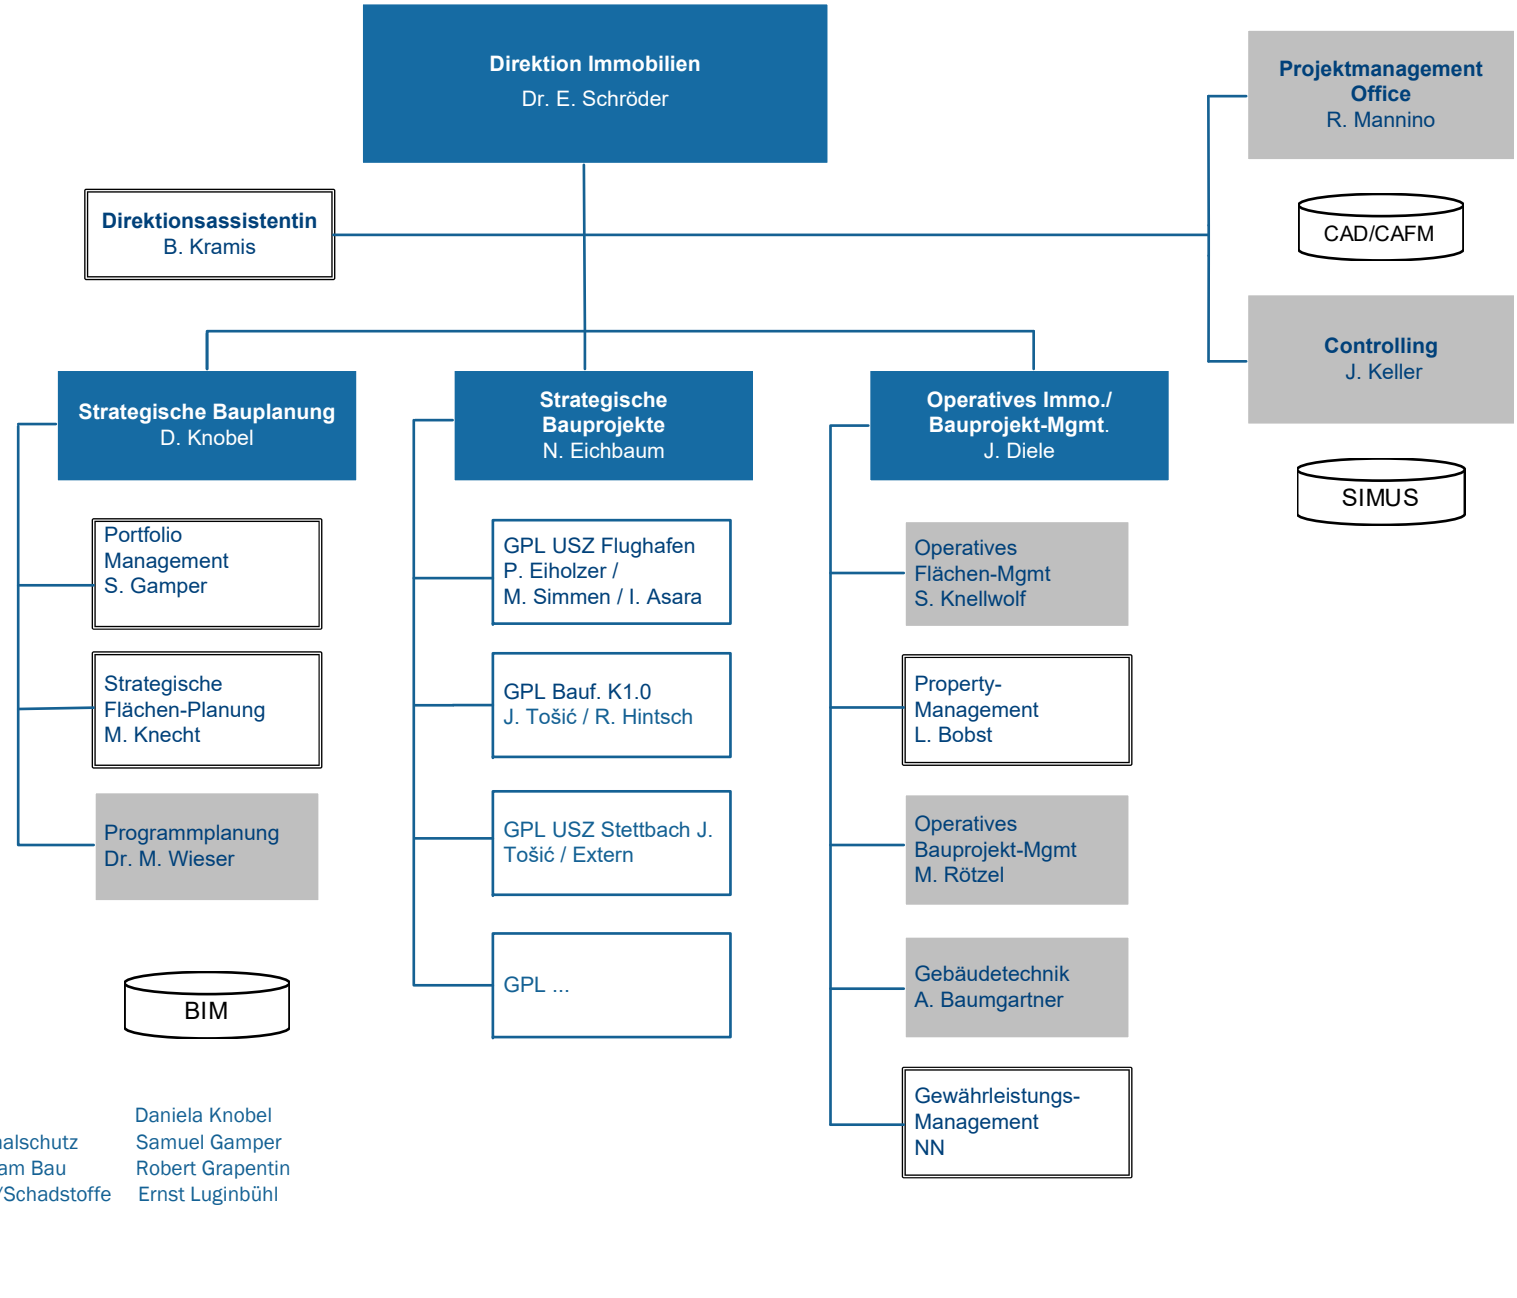 Direktion Immobilien
Dr. E. Schröder
Projektmanagement
Office
R. Mannino
Direktionsassistentin
B. Kramis
CAD/CAFM
Controlling
J. Keller
SIMUS
Strategische Bauplanung
D. Knobel
Portfolio
Management
S. Gamper
Strategische
Flächen-Planung
M. Knecht
Programmplanung
Dr. M. Wieser
BIM
Strategische
Bauprojekte
N. Eichbaum
GPL USZ Flughafen
P. Eiholzer /
M. Simmen / I. Asara
GPL Bauf. K1.0
J. Tošić / R. Hintsch
GPL USZ Stettbach J.
Tošić / Extern
GPL ...
Operatives Immo./
Bauprojekt-Mgmt.
J. Diele
Operatives
Flächen-Mgmt
S. Knellwolf
Property-
Management
L. Bobst
Operatives
Bauprojekt-Mgmt
M. Rötzel
Gebäudetechnik
A. Baumgartner
Gewährleistungs-
Management
NN
Daniela Knobel
alschutz Samuel Gamper
am Bau Robert Grapentin
/Schadstoffe Ernst Luginbühl